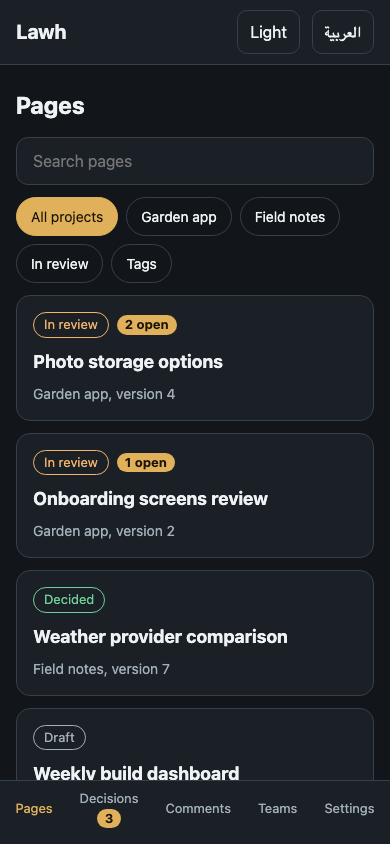 Lawh
Light
العربية
Pages
Search pages
All projects
Garden app
Field notes
In review
Tags
In review
2 open
Photo storage options
Garden app, version 4
In review
1 open
Onboarding screens review
Garden app, version 2
Decided
Weather provider comparison
Field notes, version 7
Draft
Weekly build dashboard
Pages
Decisions
3
Comments
Teams
Settings